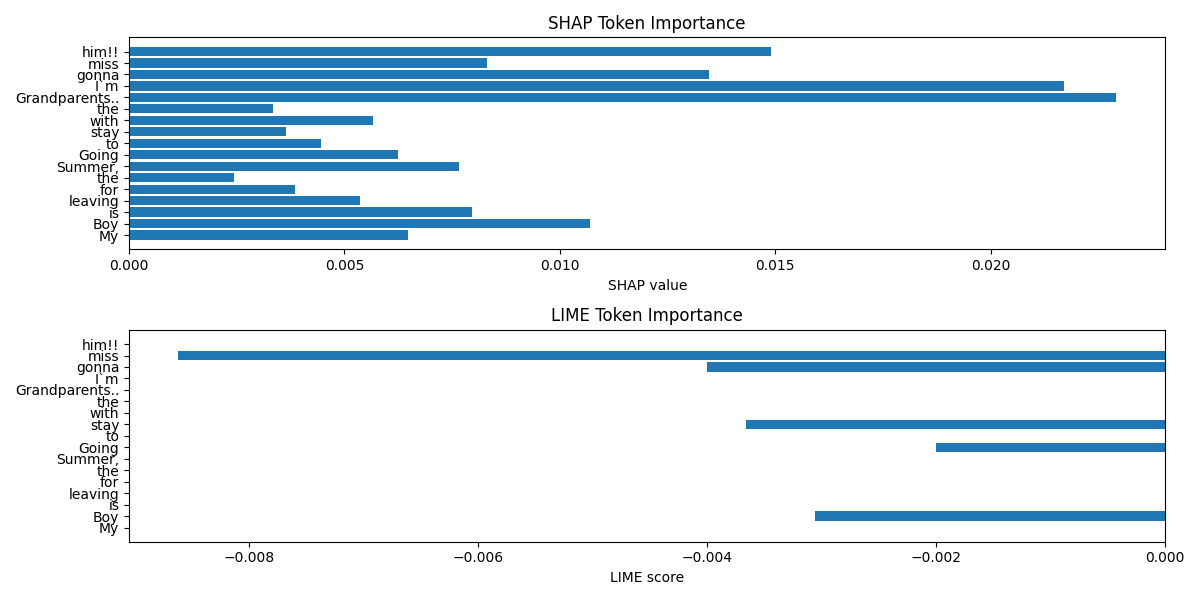 SHAP Token Importance
him!!
miss
gonna
I`m
Grandparents..
the
with
stay
to
Going
Summer,
the
for
leaving
is
Boy
My
0.000 0.005 0.010 0.015 0.020
SHAP value
LIME Token Importance
him!!
miss
gonna
I`m
Grandparents..
the
with
stay
to
Going
Summer,
the
for
leaving
is
Boy
My
−0.008 −0.006 −0.004 −0.002 0.000
LIME score